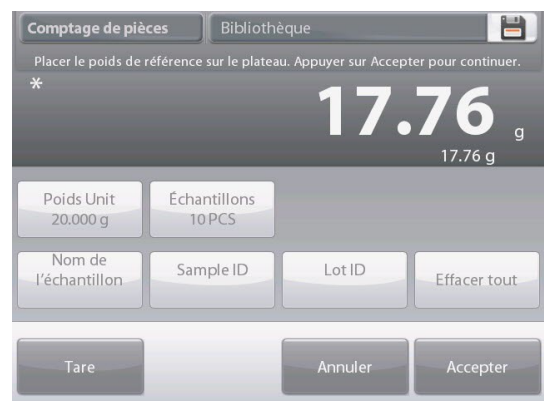 Comptage de pièces Bibliothèque
Placer le poids de référence sur le plateau. Appuyer sur Accepter pour continuer.
*
17.76 g
17.76 g
Poids Unit
20.000 g
Échantillons
10 PCS
Nom de
l'échantillon
Sample ID
Lot ID
Effacer tout
Tare
Annuler
Accepter